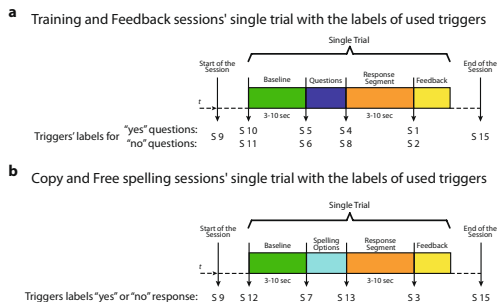 a Training and Feedback sessions' single trial with the labels of used triggers
Single Trial
Start of the Session
End of the Session
Baseline Questions Response Segment Feedback
t
3-10 sec 3-10 sec
Triggers' labels for "yes" questions: S 9 S 10 S 5 S 4 S 1 S 15
"no" questions: S 11 S 6 S 8 S 2
b Copy and Free spelling sessions' single trial with the labels of used triggers
Single Trial
Start of the Session
End of the Session
Baseline Spelling Options Response Segment Feedback
t
3-10 sec 3-10 sec
Triggers labels "yes" or "no" response: S 9 S 12 S 7 S 13 S 3 S 15